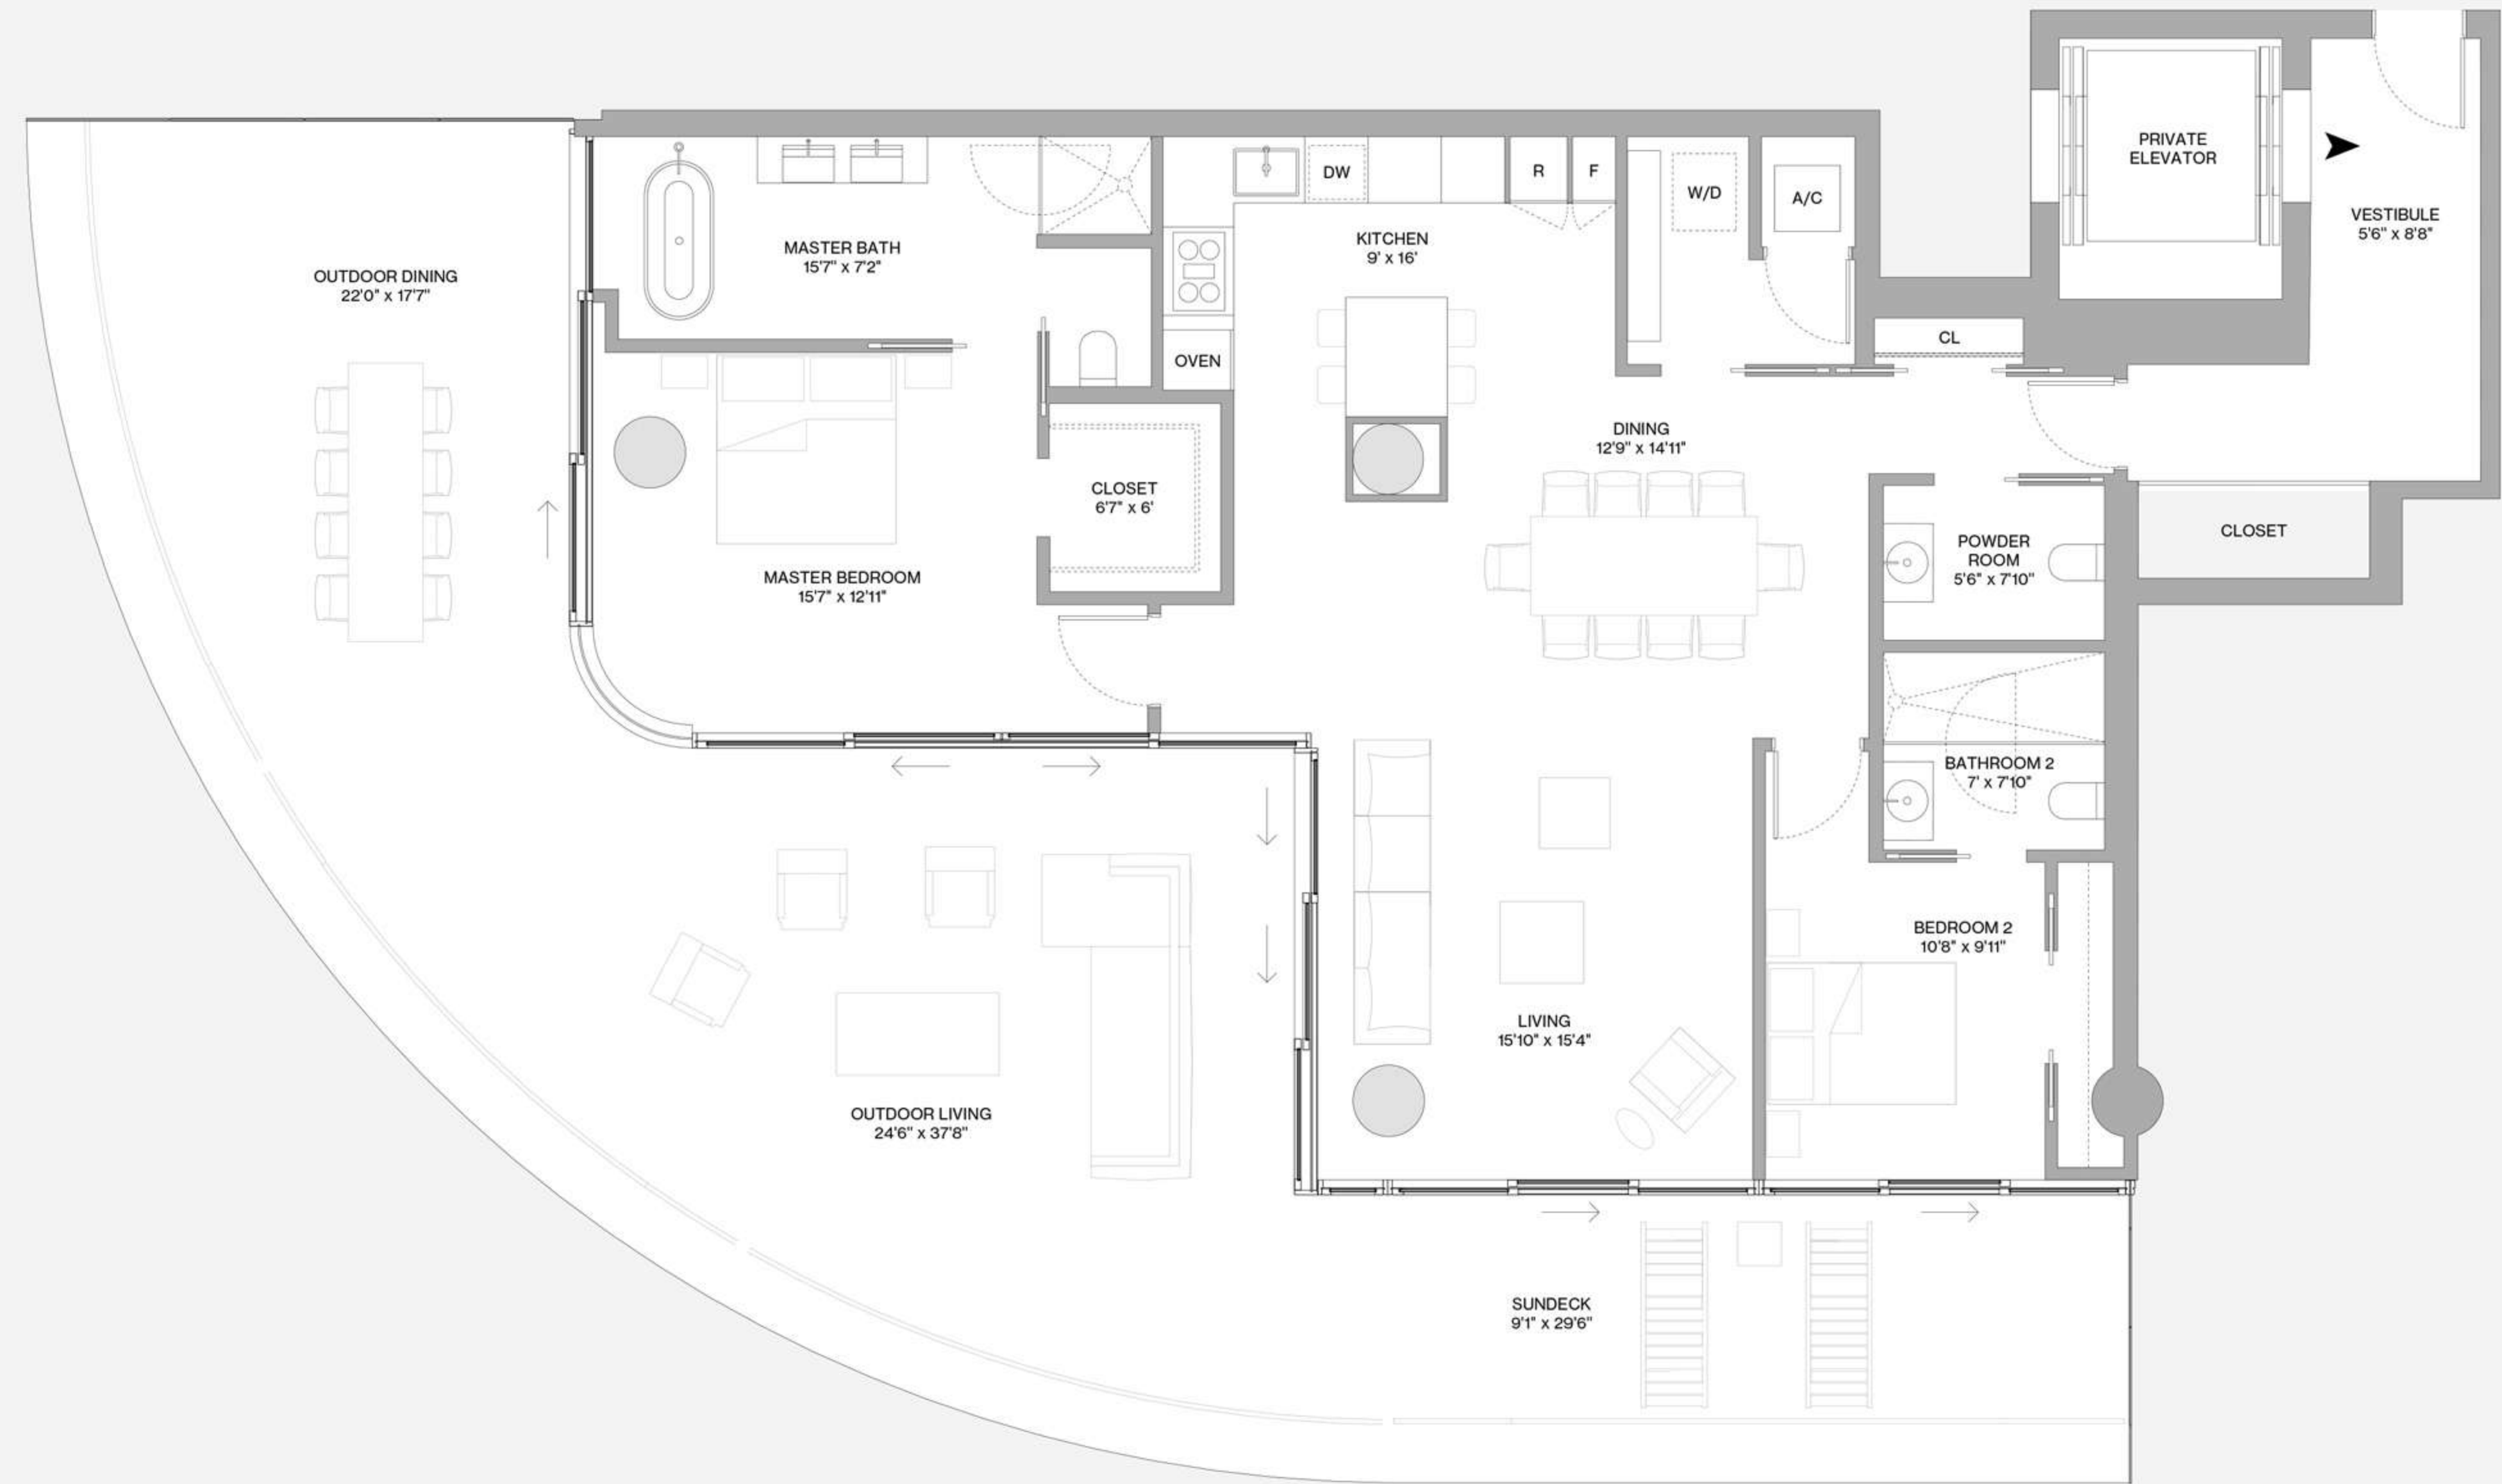 PRIVATE
ELEVATOR
VESTIBULE
5'6" x 8'8"
OUTDOOR DINING
22'0" x 17'7"
MASTER BATH
15'7" x 7'2"
KITCHEN
9' x 16'
DW
R
F
W/D
A/C
OVEN
CL
DINING
12'9" x 14'11"
CLOSET
6'7" x 6'
MASTER BEDROOM
15'7" x 12'11"
POWDER
ROOM
5'6" x 7'10"
CLOSET
BATHROOM 2
7' x 7'10"
BEDROOM 2
10'8" x 9'11"
LIVING
15'10" x 15'4"
OUTDOOR LIVING
24'6" x 37'8"
SUNDECK
9'1" x 29'6"